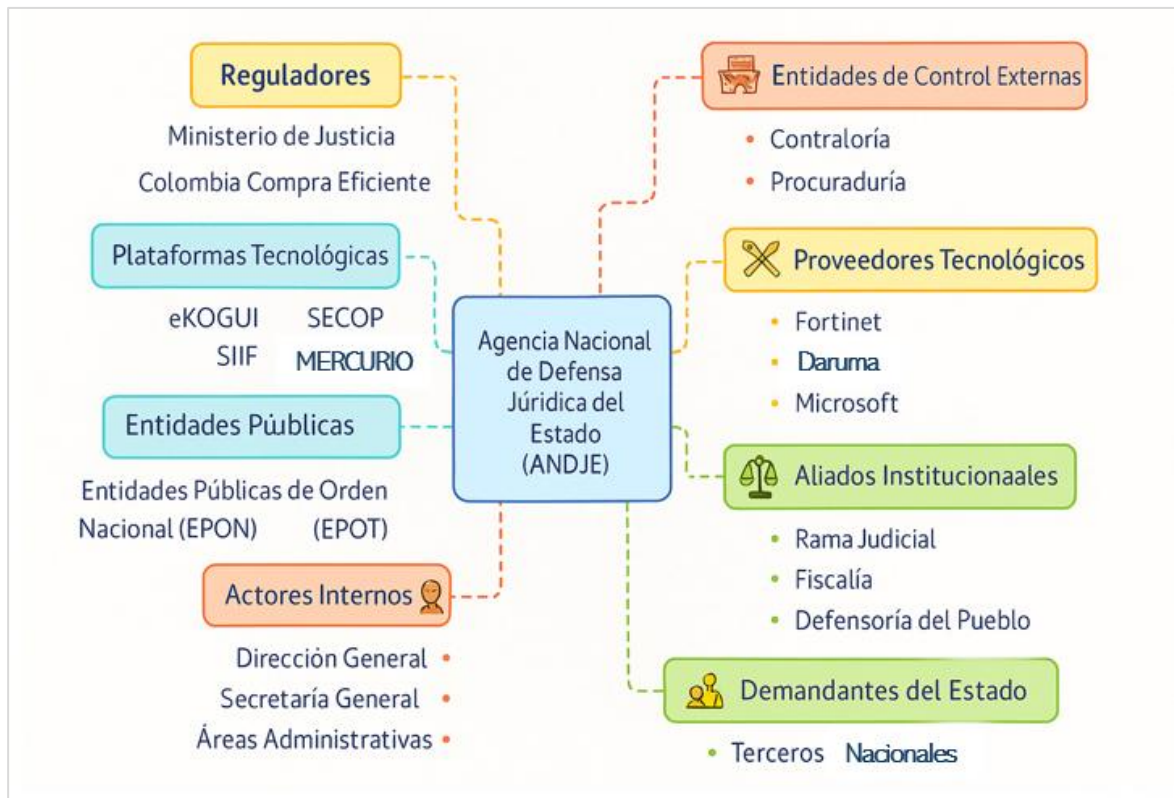 Reguladores
Ministerio de Justicia
Colombia Compra Eficiente
Plataformas Tecnológicas
eKOGUI SECOP
SIIF MERCURIO
Entidades Púublicas
Entidades Públicas de Orden
Nacional (EPON) (EPOT)
Actores Internos
Dirección General
Secretaría General
Áreas Administrativas
Agencia Nacional
de Defensa
Júridica del
Estado
(ANDJE)
Entidades de Control Externas
• Contraloría
• Procuraduría
Proveedores Tecnológicos
• Fortinet
• Daruma
• Microsoft
Aliados Institucionaales
• Rama Judicial
• Fiscalía
• Defensoría del Pueblo
Demandantes del Estado
• Terceros Nacionales